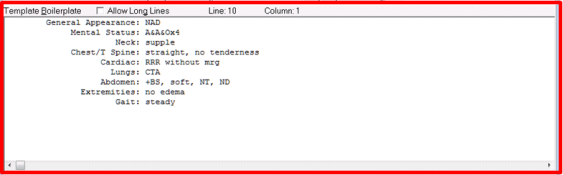 Template Boilerplate Allow Long Lines Line: 10 Column: 1
General Appearance: NAD
Mental Status: A&A&Ox4
Neck: supple
Chest/T Spine: straight, no tenderness
Cardiac: RRR without mrg
Lungs: CTA
Abdomen: +BS, soft, NT, ND
Extremities: no edema
Gait: steady